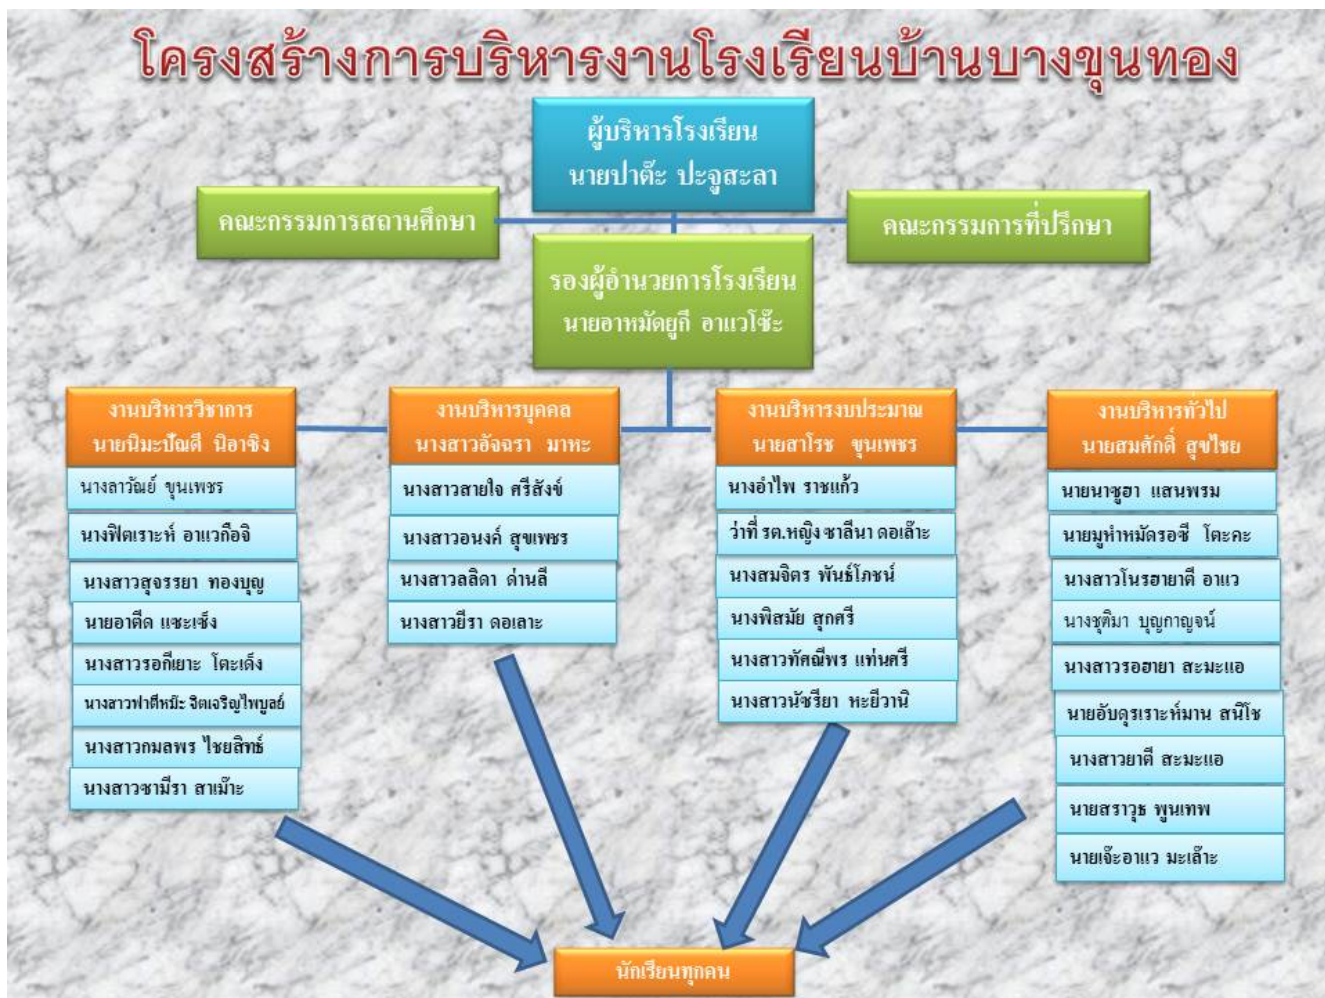 โครงสร้างการบริหารงานโรงเรียนบ้านบางขุนทอง
ผู้บริหารโรงเรียน
นายปาต๊ะ ปะจูสะลา
คณะกรรมการสถานศึกษา
คณะกรรมการที่ปรึกษา
รองผู้อำนวยการโรงเรียน
นายอาหมัดยูกี อาแวโซ๊ะ
งานบริหารวิชาการ
นายนิมะปัณดี นิอาซิง
นางลาวัณย์ ขุนเพชร
นางฟิตเราะห์ อาแวกือจิ
นางสาวสุจรรยา ทองบุญ
นายอาตีด แซะเซ็ง
นางสาวรอกีเยาะ โตะเด็ง
นางสาวฟาตีหม๊ะ จิตเจริญไพบูลย์
นางสาวกมลพร ไชยสิทธ์
นางสาวซามีรา สาเม๊าะ
งานบริหารบุคคล
นางสาวอัจฉรา มาหะ
นางสาวสายใจ ศรีสังข์
นางสาวอนงค์ สุขเพชร
นางสาวลลิดา ด่านลี
นางสาวยีรา ดอเลาะ
งานบริหารงบประมาณ
นายสาโรช ขุนเพชร
นางอำไพ ราชแก้ว
ว่าที่ รต.หญิง ซาลีนา ดอเล๊าะ
นางสมจิตร พันธ์โภชน์
นางพิสมัย สุกศรี
นางสาวทัศณีพร แท่นศรี
นางสาวนัซรียา หะยีวานิ
งานบริหารทั่วไป
นายสมศักดิ์ สุขไชย
นายนาซูฮา แสนพรม
นายมูหำหมัดรอซี โตะคะ
นางสาวโนรฮายาตี อาแว
นางชุติมา บุญกาญจน์
นางสาวรอฮายา สะมะแอ
นายอับดุรเราะห์มาน สนิโซ
นางสาวยาตี สะมะแอ
นายสราวุธ พูนเทพ
นายเจ๊ะอาแว มะเล๊าะ
นักเรียนทุกคน